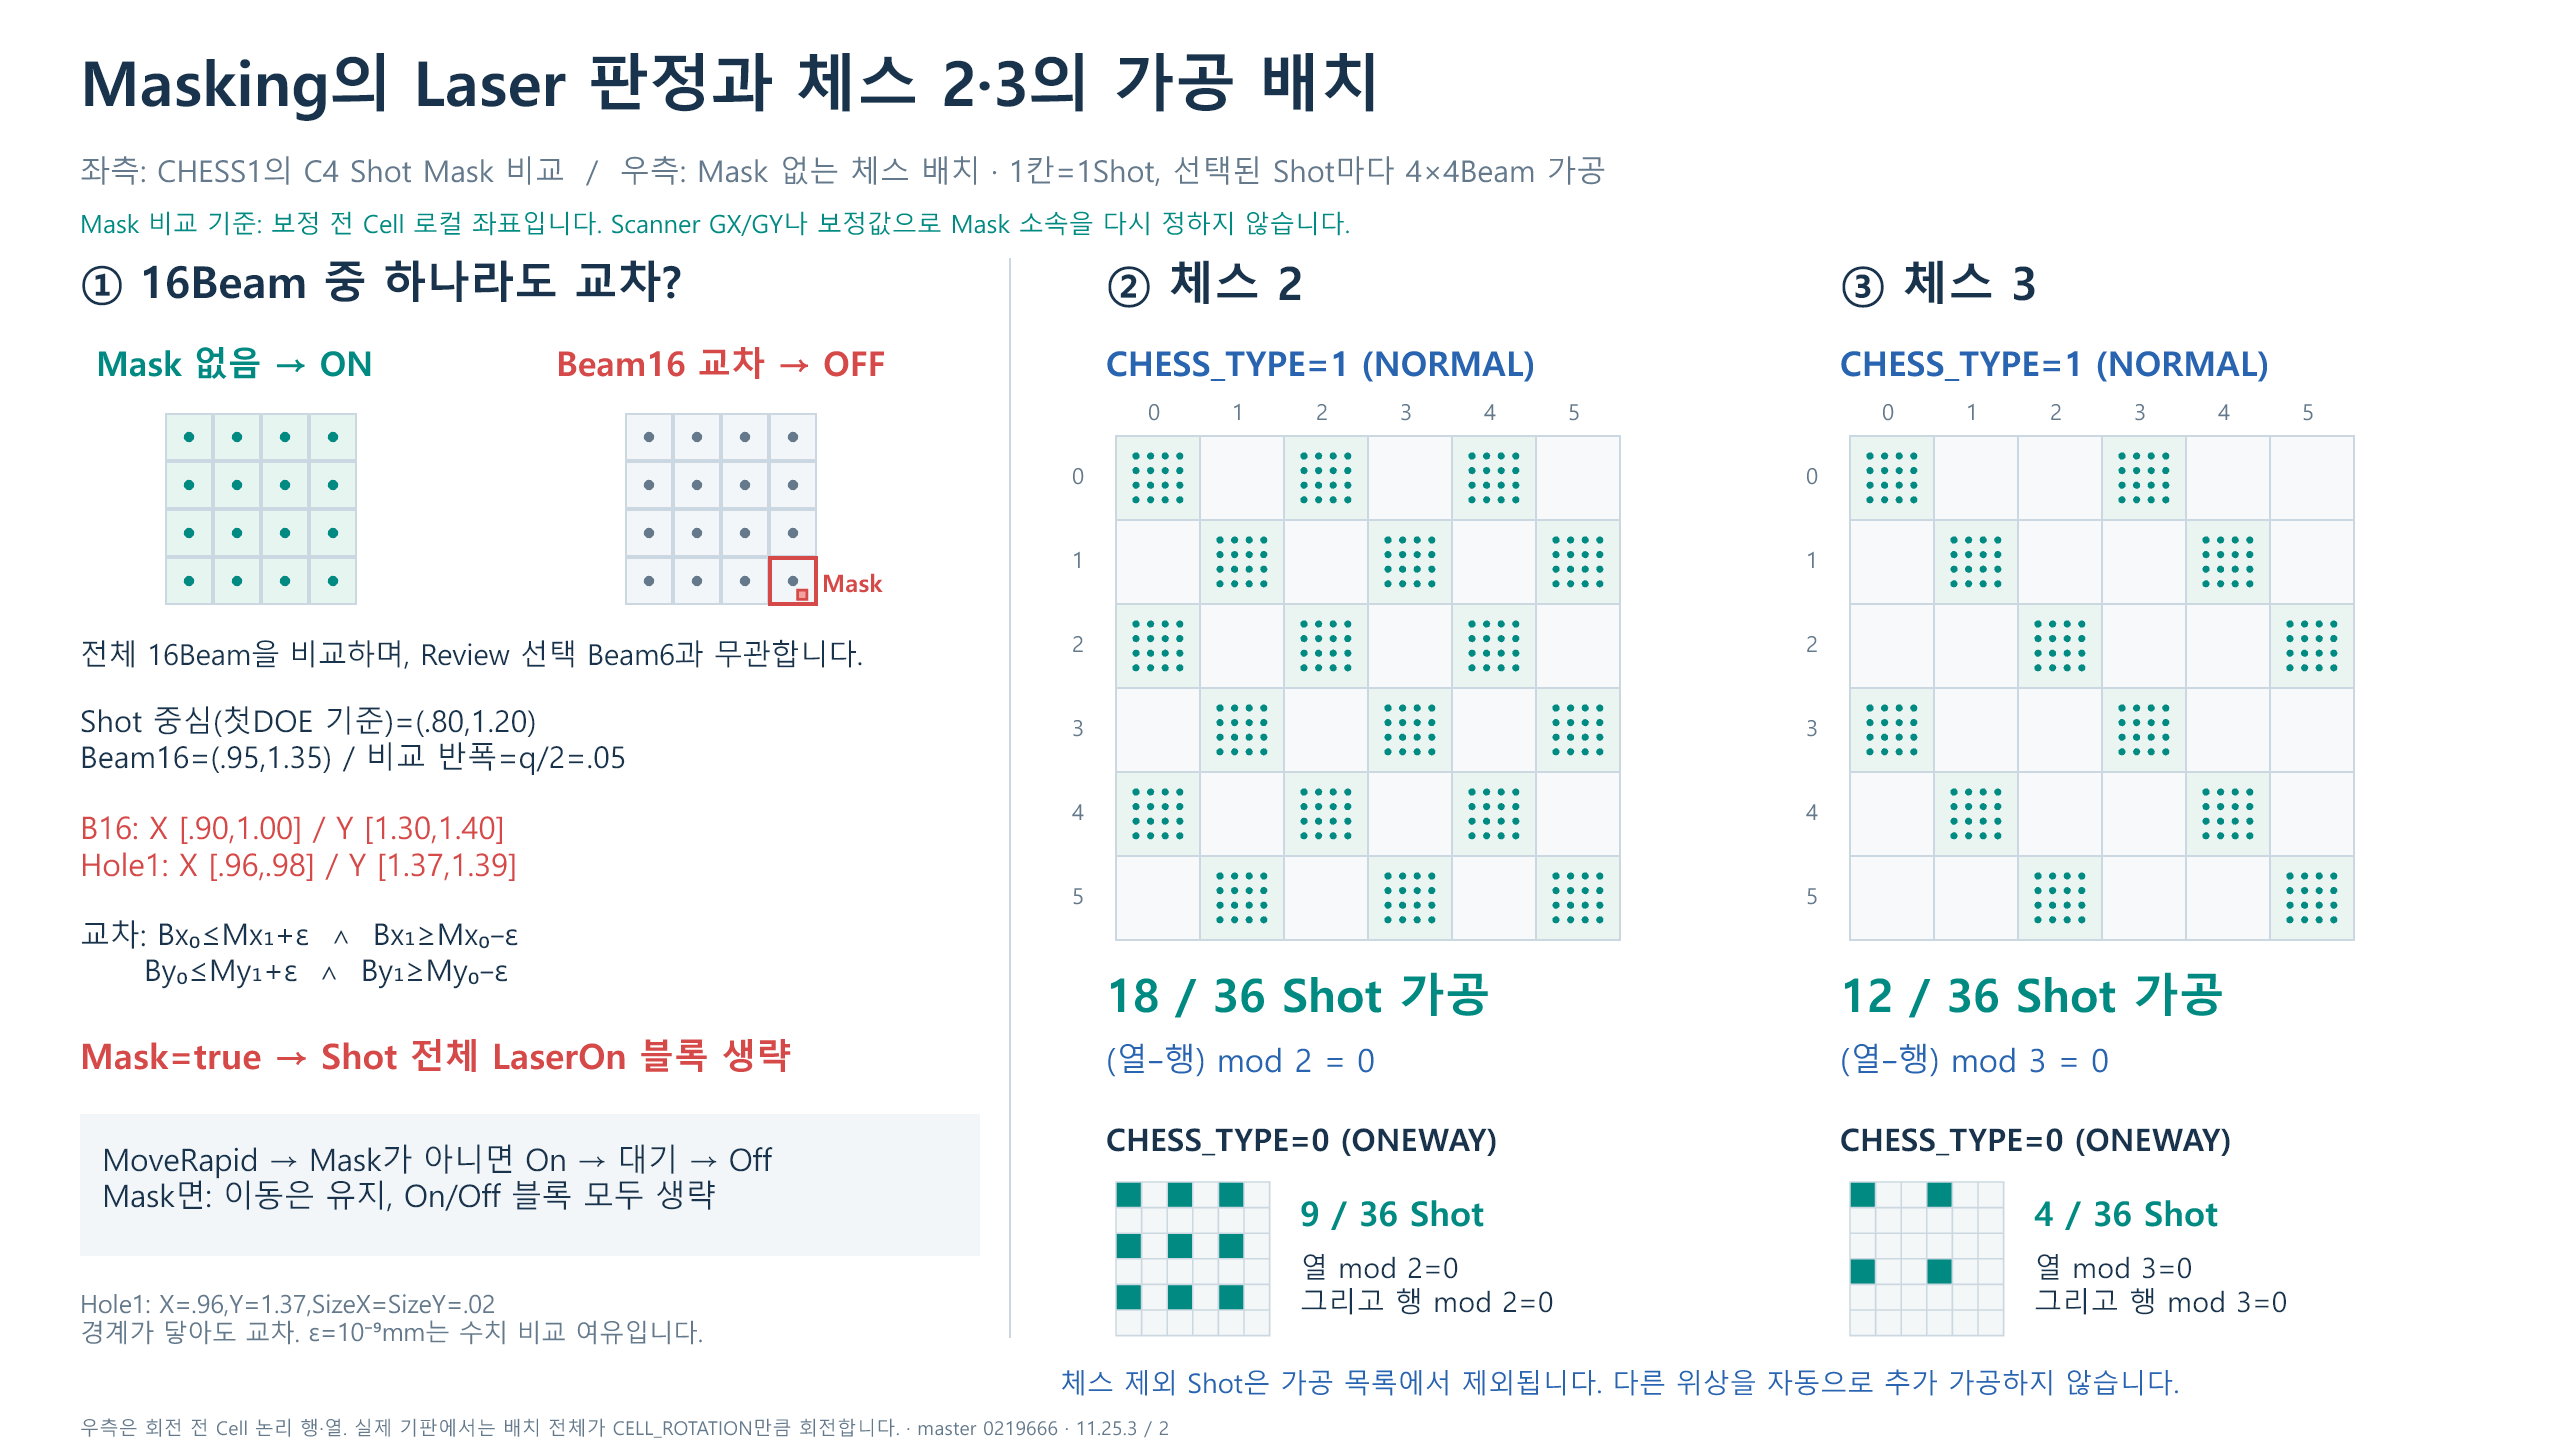 Masking의 Laser 판정과 체스 2·3의 가공 배치
좌측: CHESS1의 C4 Shot Mask 비교 / 우측: Mask 없는 체스 배치 · 1칸=1Shot, 선택된 Shot마다 4×4Beam 가공
Mask 비교 기준: 보정 전 Cell 로컬 좌표입니다. Scanner GX/GY나 보정값으로 Mask 소속을 다시 정하지 않습니다.
① 16Beam 중 하나라도 교차?
Mask 없음 → ON
Beam16 교차 → OFF
Mask
전체 16Beam을 비교하며, Review 선택 Beam6과 무관합니다.
Shot 중심(첫DOE 기준)=(.80,1.20)
Beam16=(.95,1.35) / 비교 반폭=q/2=.05
B16: X [.90,1.00] / Y [1.30,1.40]
Hole1: X [.96,.98] / Y [1.37,1.39]
교차: Bx₀≤Mx₁+ε ∧ Bx₁≥Mx₀−ε
By₀≤My₁+ε ∧ By₁≥My₀−ε
Mask=true → Shot 전체 LaserOn 블록 생략
MoveRapid → Mask가 아니면 On → 대기 → Off
Mask면: 이동은 유지, On/Off 블록 모두 생략
Hole1: X=.96,Y=1.37,SizeX=SizeY=.02
경계가 닿아도 교차. ε=10⁻⁹mm는 수치 비교 여유입니다.
② 체스 2
CHESS_TYPE=1 (NORMAL)
0 1 2 3 4 5
0
1
2
3
4
5
18 / 36 Shot 가공
(열−행) mod 2 = 0
CHESS_TYPE=0 (ONEWAY)
9 / 36 Shot
열 mod 2=0
그리고 행 mod 2=0
③ 체스 3
CHESS_TYPE=1 (NORMAL)
0 1 2 3 4 5
0
1
2
3
4
5
12 / 36 Shot 가공
(열−행) mod 3 = 0
CHESS_TYPE=0 (ONEWAY)
4 / 36 Shot
열 mod 3=0
그리고 행 mod 3=0
체스 제외 Shot은 가공 목록에서 제외됩니다. 다른 위상을 자동으로 추가 가공하지 않습니다.
우측은 회전 전 Cell 논리 행·열. 실제 기판에서는 배치 전체가 CELL_ROTATION만큼 회전합니다. · master 0219666 · 11.25.3 / 2